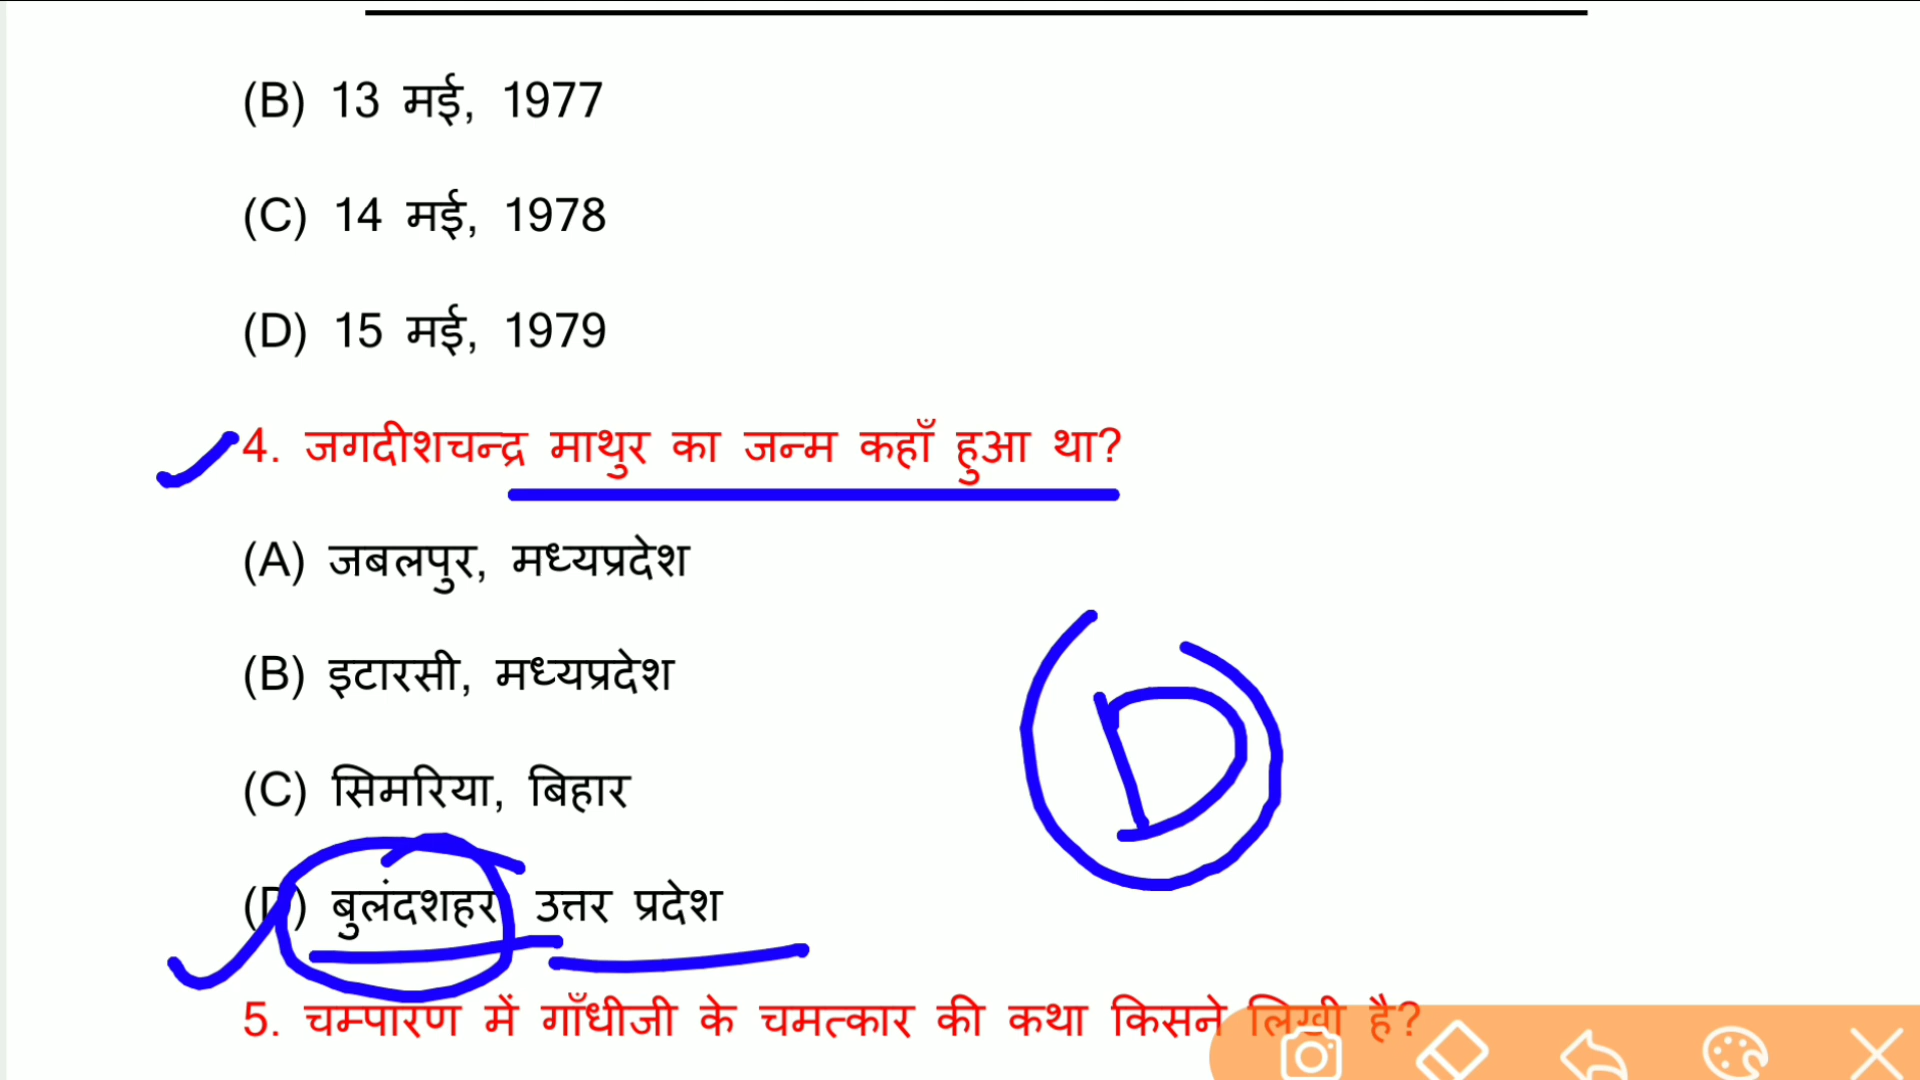 (B) 13 मई, 1977
(C) 14 मई, 1978
(D) 15 मई, 1979
4. जगदीशचन्द्र माथुर का जन्म कहाँ हुआ था?
(A) जबलपुर, मध्यप्रदेश
(B) इटारसी, मध्यप्रदेश
(C) सिमरिया, बिहार
D
(D) बुलंदशहर, उत्तर प्रदेश
5. चम्पारण में गाँधीजी के चमत्कार की कथा किसने लिखी है?